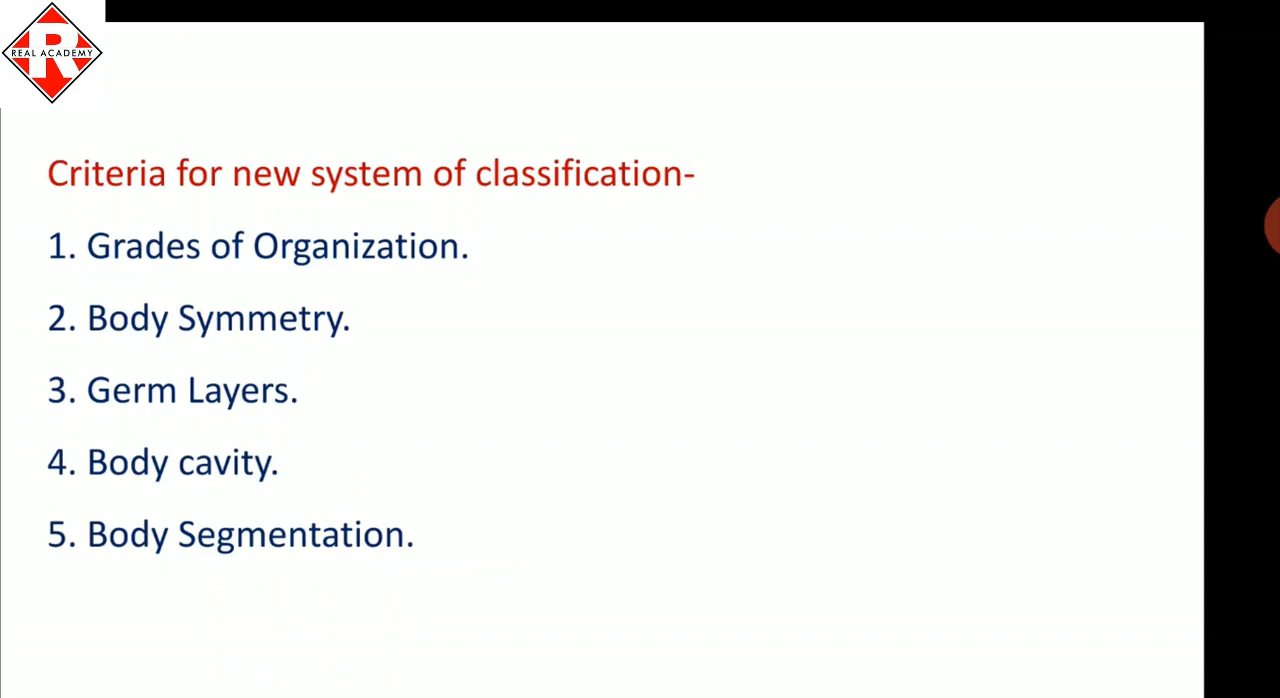 REAL ACADEMY
Criteria for new system of classification-
1. Grades of Organization.
2. Body Symmetry.
3. Germ Layers.
4. Body cavity.
5. Body Segmentation.